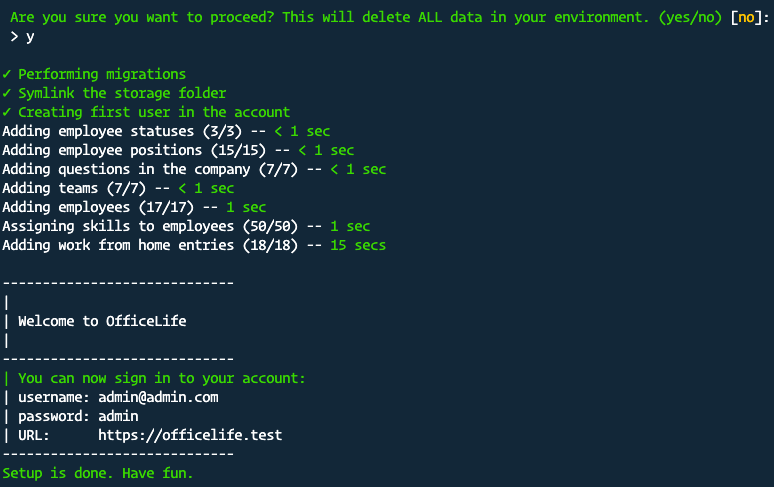 Are you sure you want to proceed? This will delete ALL data in your environment. (yes/no) [no]:
> y
✓ Performing migrations
✓ Symlink the storage folder
✓ Creating first user in the account
Adding employee statuses (3/3) -- < 1 sec
Adding employee positions (15/15) -- < 1 sec
Adding questions in the company (7/7) -- < 1 sec
Adding teams (7/7) -- < 1 sec
Adding employees (17/17) -- 1 sec
Assigning skills to employees (50/50) -- 1 sec
Adding work from home entries (18/18) -- 15 secs
-----------------------------
|
| Welcome to OfficeLife
|
-----------------------------
| You can now sign in to your account:
| username: admin@admin.com
| password: admin
| URL:      https://officelife.test
-----------------------------
Setup is done. Have fun.